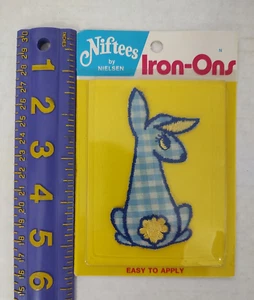 Niftees
by
NIELSEN
Iron-Ons
EASY TO APPLY
1
2
3
4
5
6